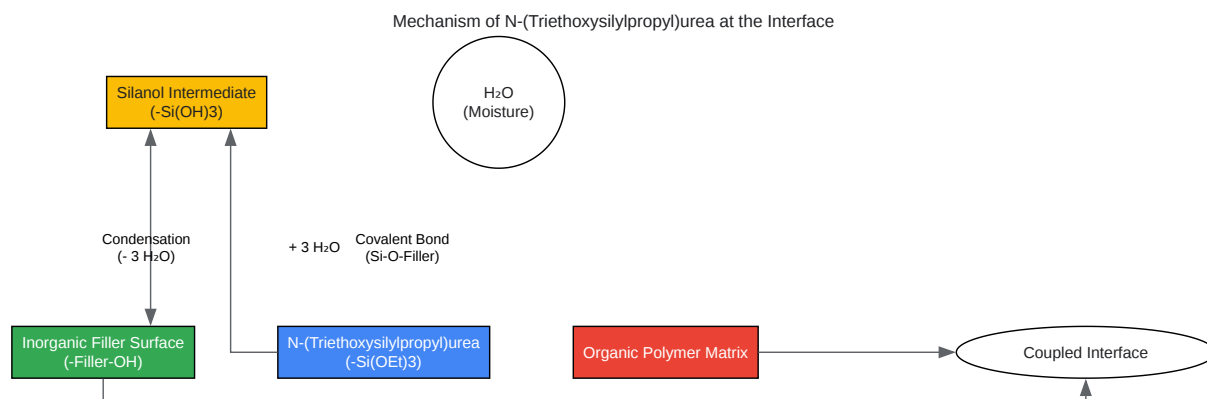 Mechanism of N-(Triethoxysilylpropyl)urea at the Interface
Silanol Intermediate
(-Si(OH)3)
H₂O
(Moisture)
Condensation
(- 3 H₂O)
+ 3 H₂O
Covalent Bond
(Si-O-Filler)
Inorganic Filler Surface
(-Filler-OH)
N-(Triethoxysilylpropyl)urea
(-Si(OEt)3)
Organic Polymer Matrix
Coupled Interface